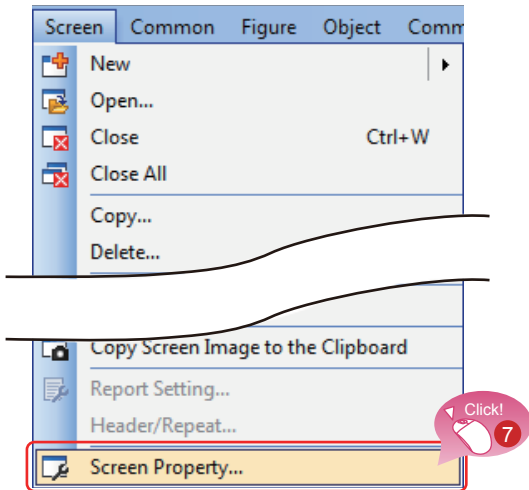 Screen Common Figure Object Comm
New
Open...
Close Ctrl+W
Close All
Copy...
Delete...
Copy Screen Image to the Clipboard
Report Setting...
Header/Repeat...
Click!
7
Screen Property...